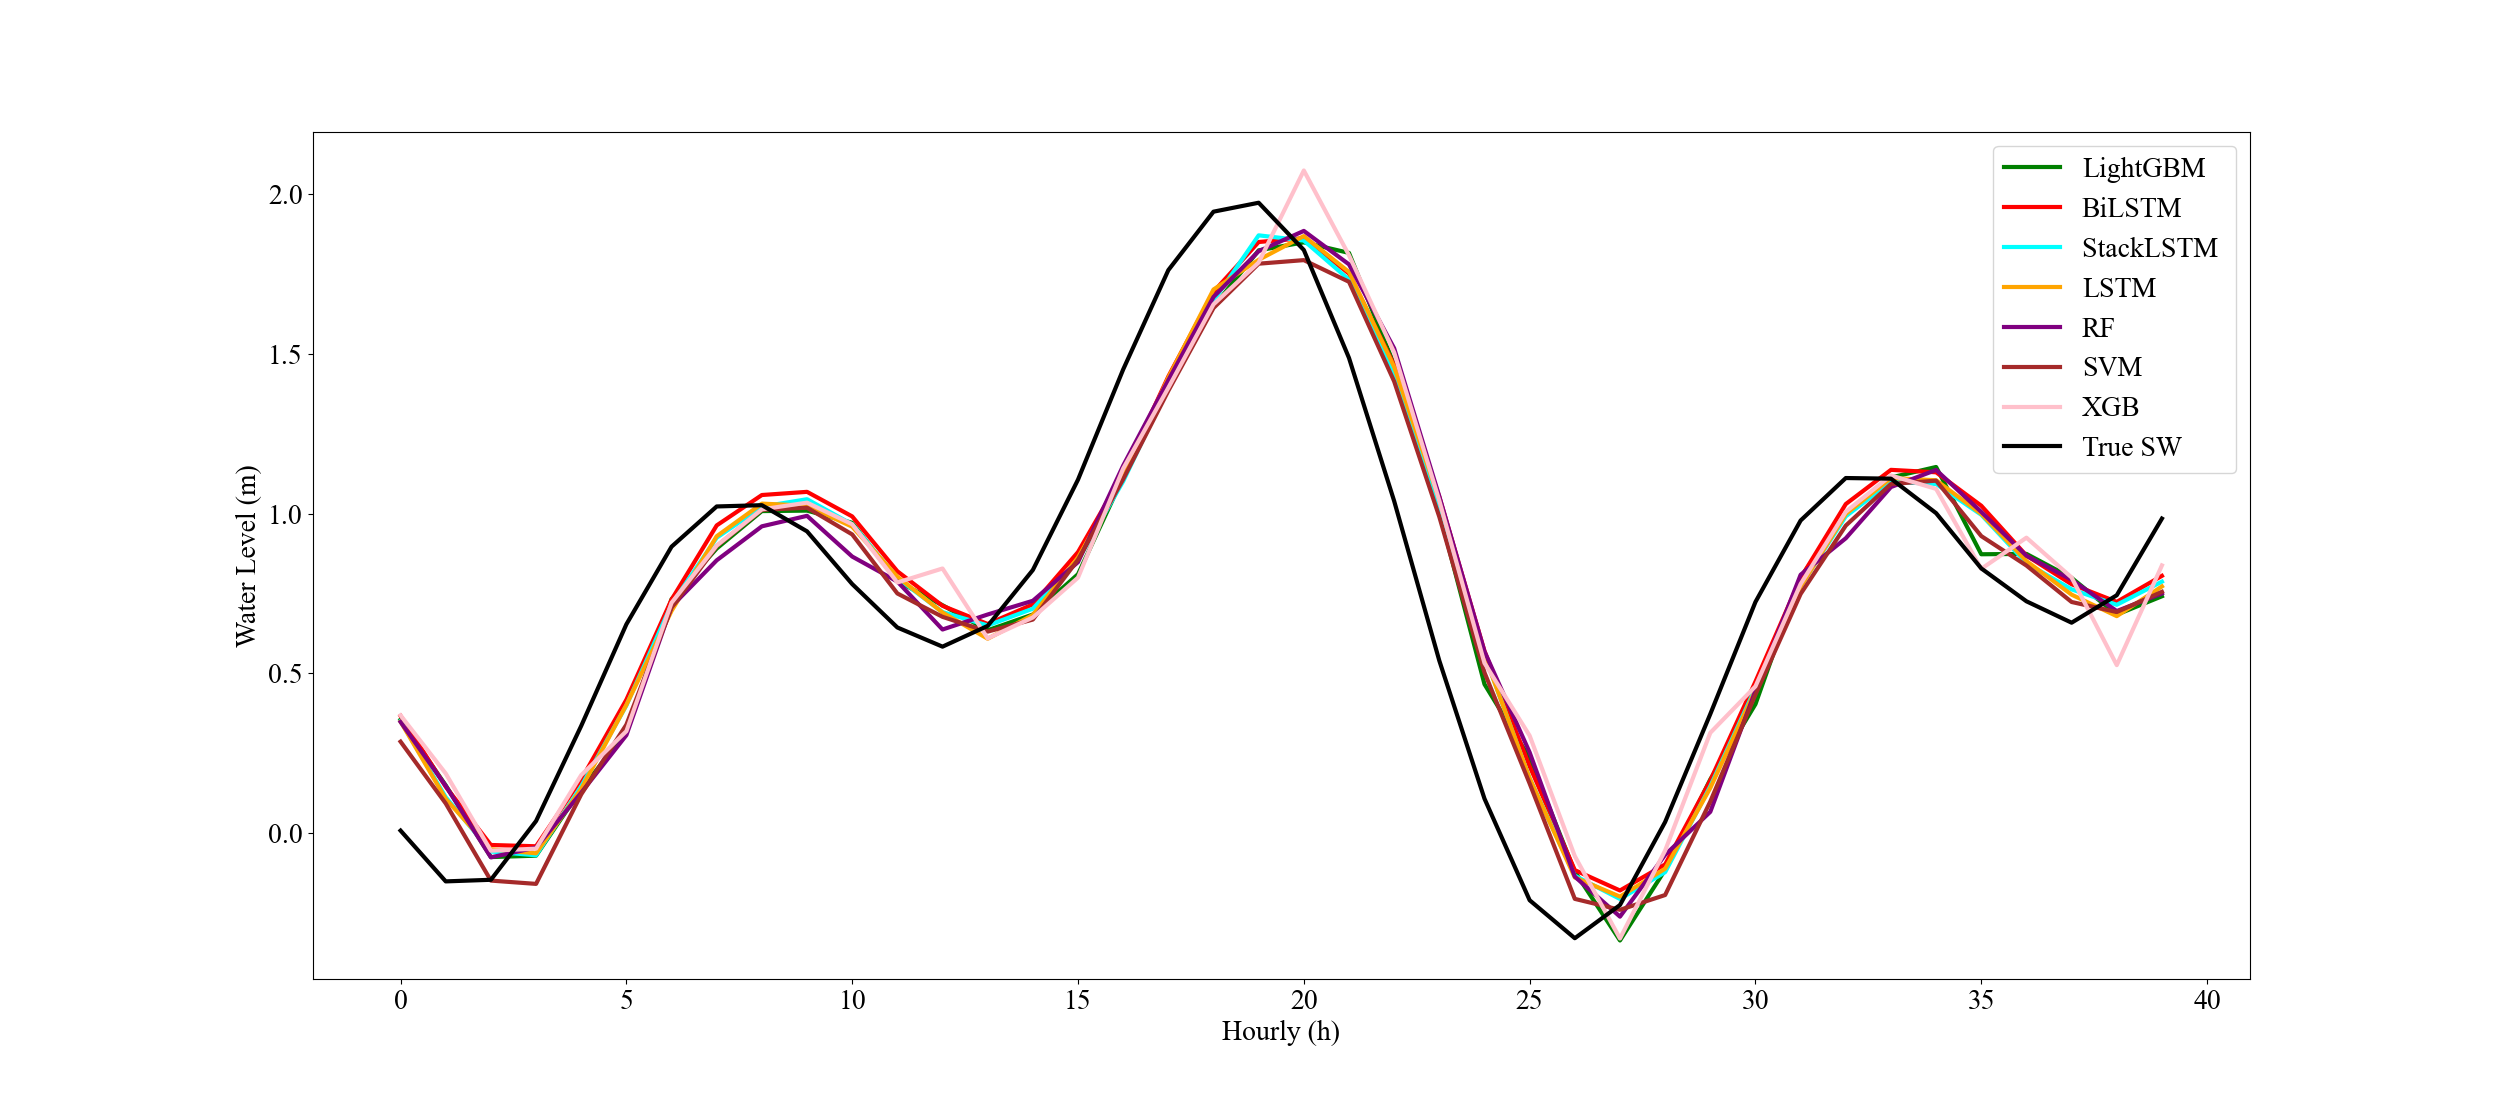 LightGBM
BiLSTM
StackLSTM
LSTM
RF
SVM
XGB
True SW
Water Level (m)
2.0
1.5
1.0
0.5
0.0
0 5 10 15 20 25 30 35 40
Hourly (h)